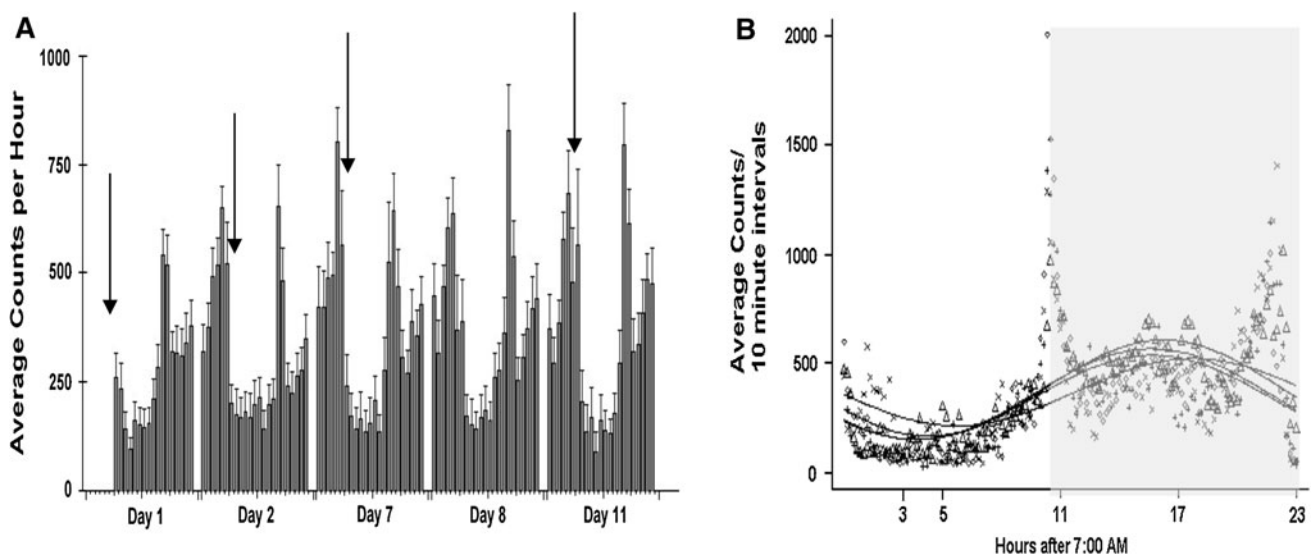 A
Average Counts per Hour
1000
750
500
250
0
Day 1
Day 2
Day 7
Day 8
Day 11
B
Average Counts/
10 minute intervals
2000
1500
1000
500
0
3
5
11
17
23
Hours after 7:00 AM